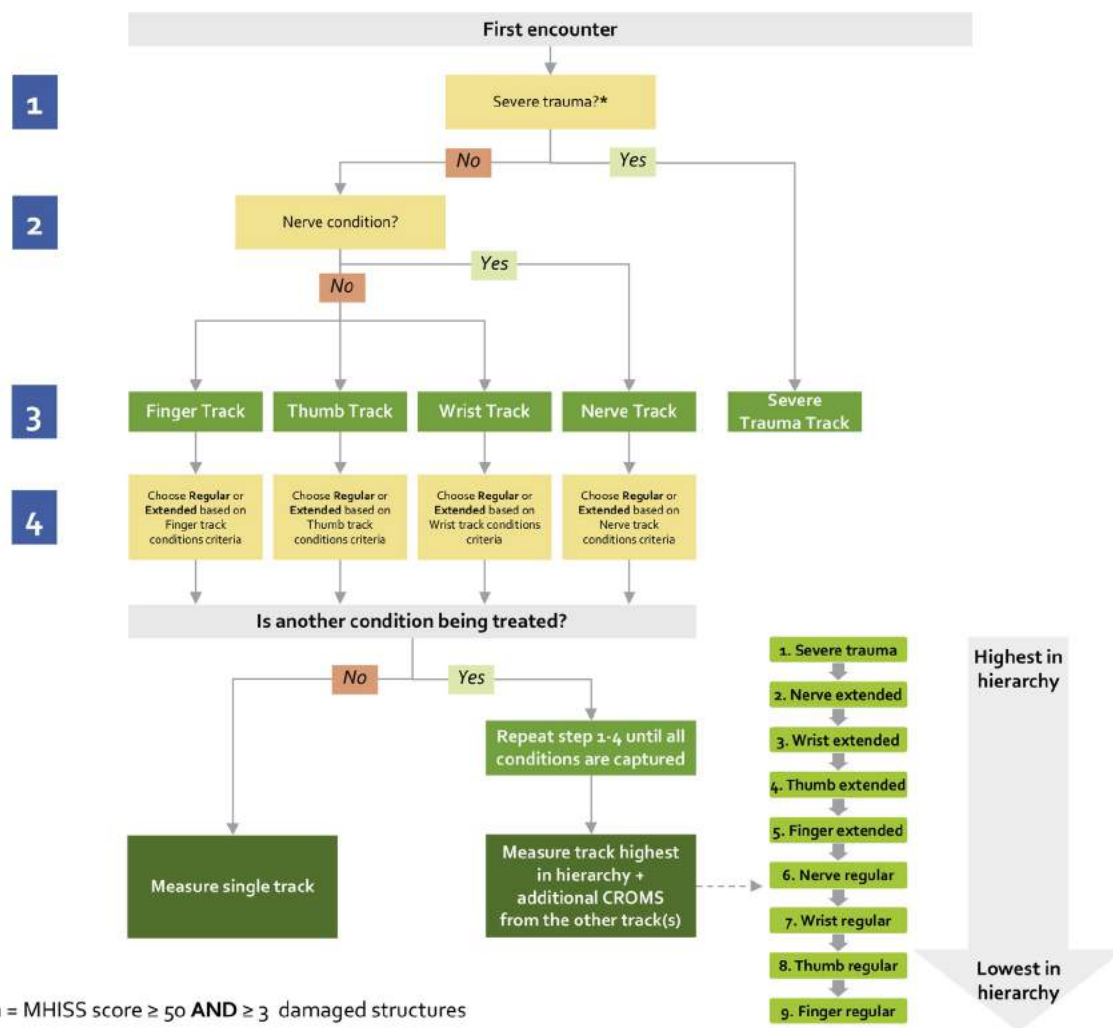 First encounter
1
Severe trauma?*
No
Yes
2
Nerve condition?
Yes
No
3
Finger Track
Thumb Track
Wrist Track
Nerve Track
Severe
Trauma Track
4
Choose Regular or
Extended based on
Finger track
conditions criteria
Choose Regular or
Extended based on
Thumb track
conditions criteria
Choose Regular or
Extended based on
Wrist track conditions
criteria
Choose Regular or
Extended based on
Nerve track
conditions criteria
Is another condition being treated?
No
Yes
Repeat step 1-4 until all
conditions are captured
Measure single track
Measure track highest
in hierarchy +
additional CROMS
from the other track(s)
1. Severe trauma
2. Nerve extended
3. Wrist extended
4. Thumb extended
5. Finger extended
6. Nerve regular
7. Wrist regular
8. Thumb regular
9. Finger regular
Highest in
hierarchy
Lowest in
hierarchy
= MHISS score ≥ 50 AND ≥ 3 damaged structures